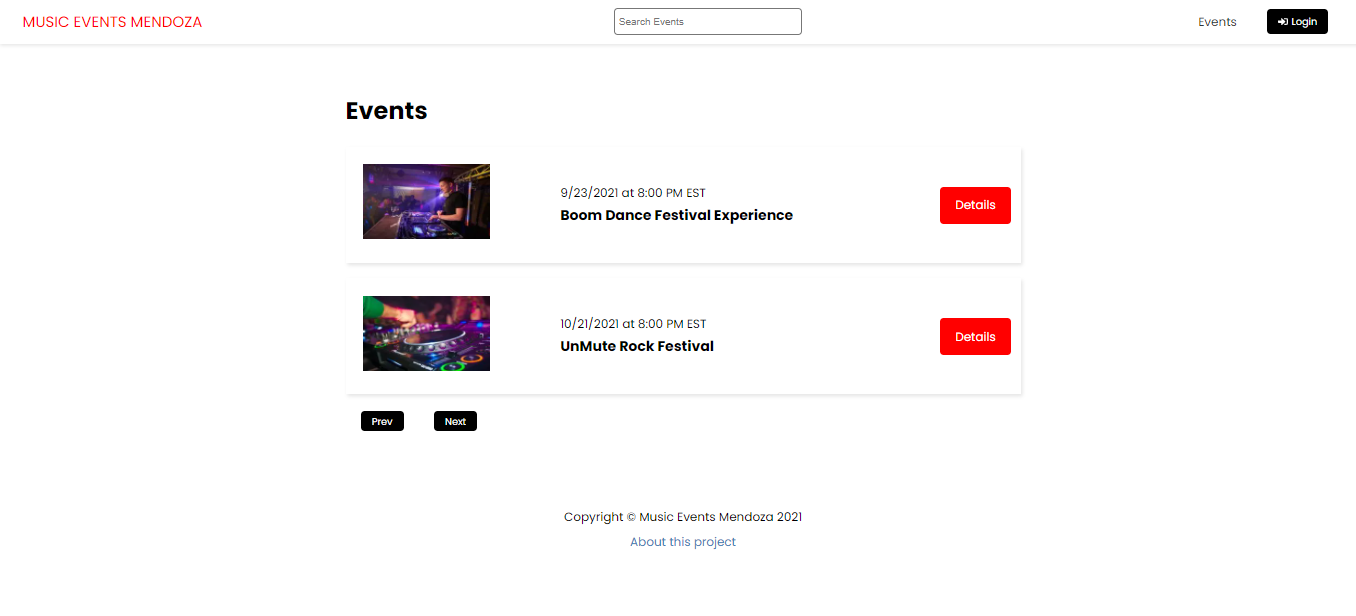 MUSIC EVENTS MENDOZA
Search Events
Events
Login
Events
9/23/2021 at 8:00 PM EST
Boom Dance Festival Experience
Details
10/21/2021 at 8:00 PM EST
UnMute Rock Festival
Details
Prev
Next
Copyright © Music Events Mendoza 2021
About this project